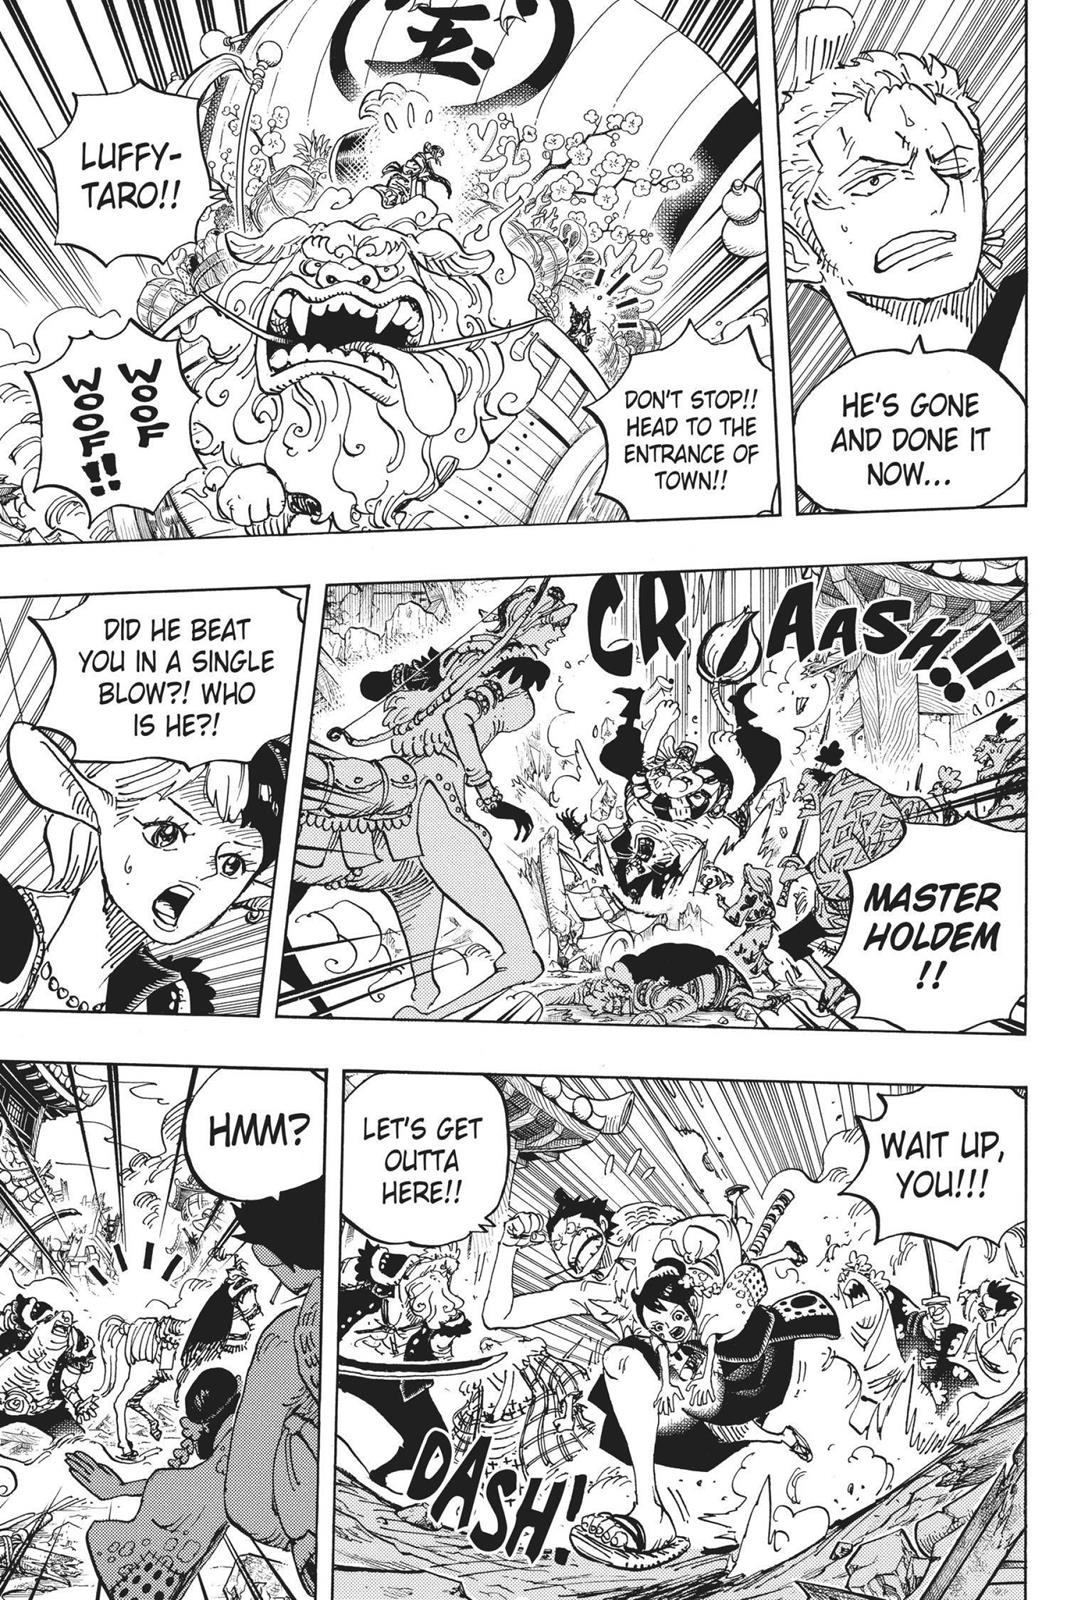 HE'S GONE
AND DONE IT
NOW...
玉
DON'T STOP!!
HEAD TO THE
ENTRANCE OF
TOWN!!
LUFFY-
TARO!!
WOOF
WOOF!!
CRAAASH!!
MASTER
HOLDEM
!!
DID HE BEAT
YOU IN A SINGLE
BLOW?! WHO
IS HE?!
WAIT UP,
YOU!!!
LET'S GET
OUTTA
HERE!!
DASH!
HMM?